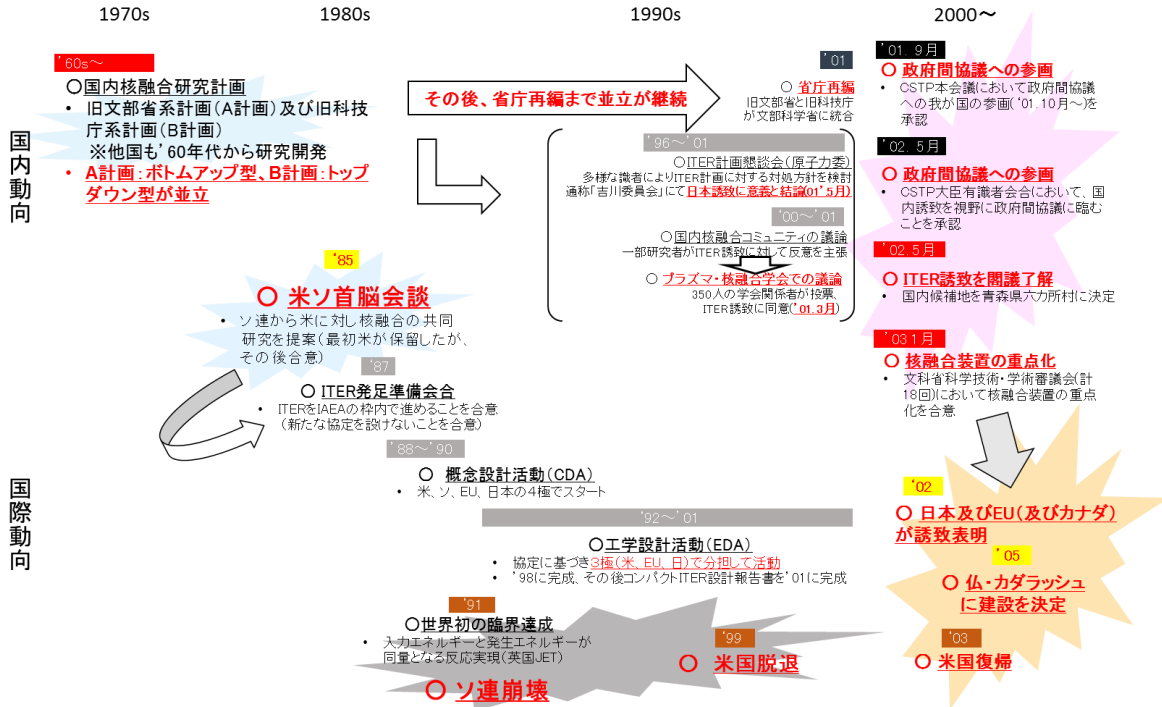 1970s
1980s
1990s
2000～
国内動向
国際動向
'60s～
〇国内核融合研究計画
• 旧文部省系計画(A計画)及び旧科技
庁系計画(B計画)
※他国も'60年代から研究開発
• A計画：ボトムアップ型、B計画：トップ
ダウン型が並立
その後、省庁再編まで並立が継続
'01
〇 省庁再編
旧文部省と旧科技庁
が文部科学省に統合
'96～'01
〇ITER計画懇談会(原子力委)
多様な識者によりITER計画に対する対処方針を検討
通称「吉川委員会」にて日本誘致に意義と結論(01'5月)
'00～'01
〇国内核融合コミュニティの議論
一部研究者がITER誘致に対して反意を主張
〇 プラズマ・核融合学会での議論
350人の学会関係者が投票、
ITER誘致に同意('01.3月)
'01.9月
〇 政府間協議への参画
• CSTP本会議において政府間協議
への我が国の参画('01.10月～)を
承認
'02.5月
〇 政府間協議への参画
• CSTP大臣有識者会合において、国
内誘致を視野に政府間協議に臨む
ことを承認
'02.5月
〇 ITER誘致を閣議了解
• 国内候補地を青森県六カ所村に決定
'03 1月
〇 核融合装置の重点化
• 文科省科学技術・学術審議会(計
18回)において核融合装置の重点
化を合意
'85
〇 米ソ首脳会談
• ソ連から米に対し核融合の共同
研究を提案(最初米が保留したが、
その後合意)
'87
〇 ITER発足準備会合
• ITERをIAEAの枠内で進めることを合意
(新たな協定を設けないことを合意)
'88～'90
〇 概念設計活動(CDA)
• 米、ソ、EU、日本の4極でスタート
'92～'01
〇工学設計活動(EDA)
• 協定に基づき3極(米、EU、日)で分担して活動
• '98に完成、その後コンパクトITER設計報告書を'01に完成
'91
〇世界初の臨界達成
• 入力エネルギーと発生エネルギーが
同量となる反応実現(英国JET)
〇 ソ連崩壊
'99
〇 米国脱退
'02
〇 日本及びEU(及びカナダ)
が誘致表明
'05
〇 仏・カダラッシュ
に建設を決定
'03
〇 米国復帰